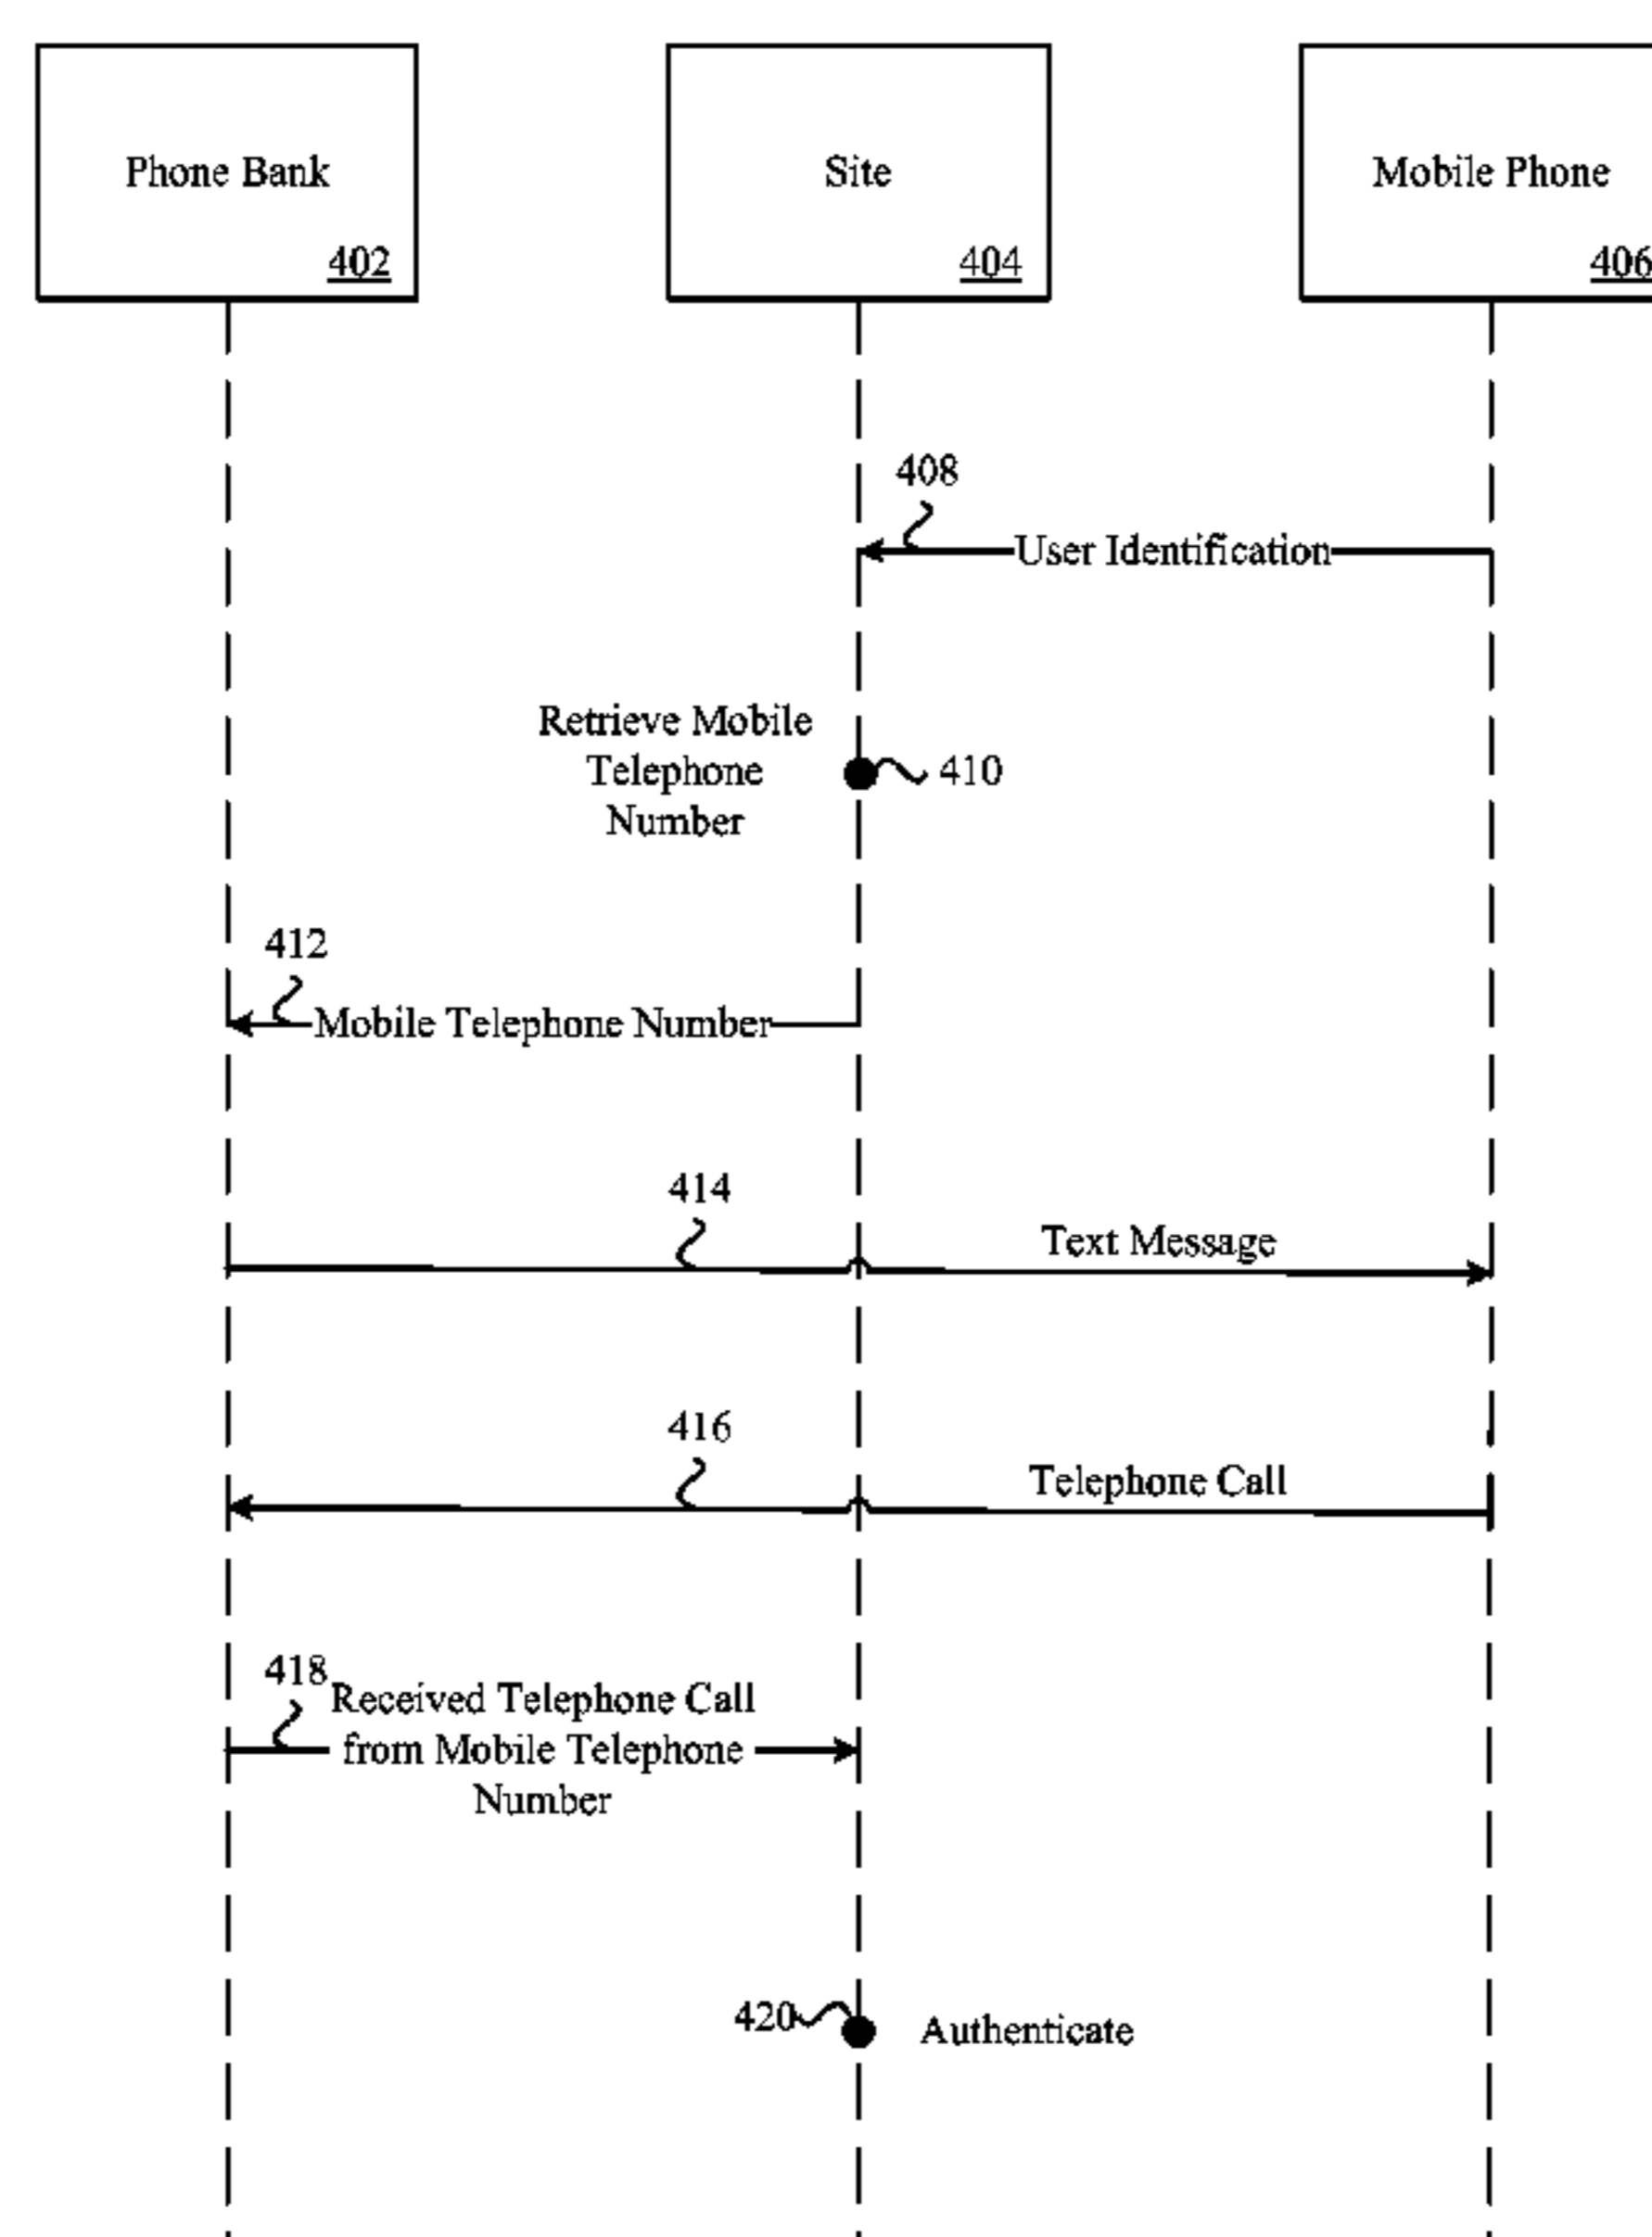 Phone Bank
402
Site
404
Mobile Phone
406
408
User Identification
Retrieve Mobile
Telephone
Number
410
412
Mobile Telephone Number
414
Text Message
416
Telephone Call
418
Received Telephone Call
from Mobile Telephone
Number
420
Authenticate